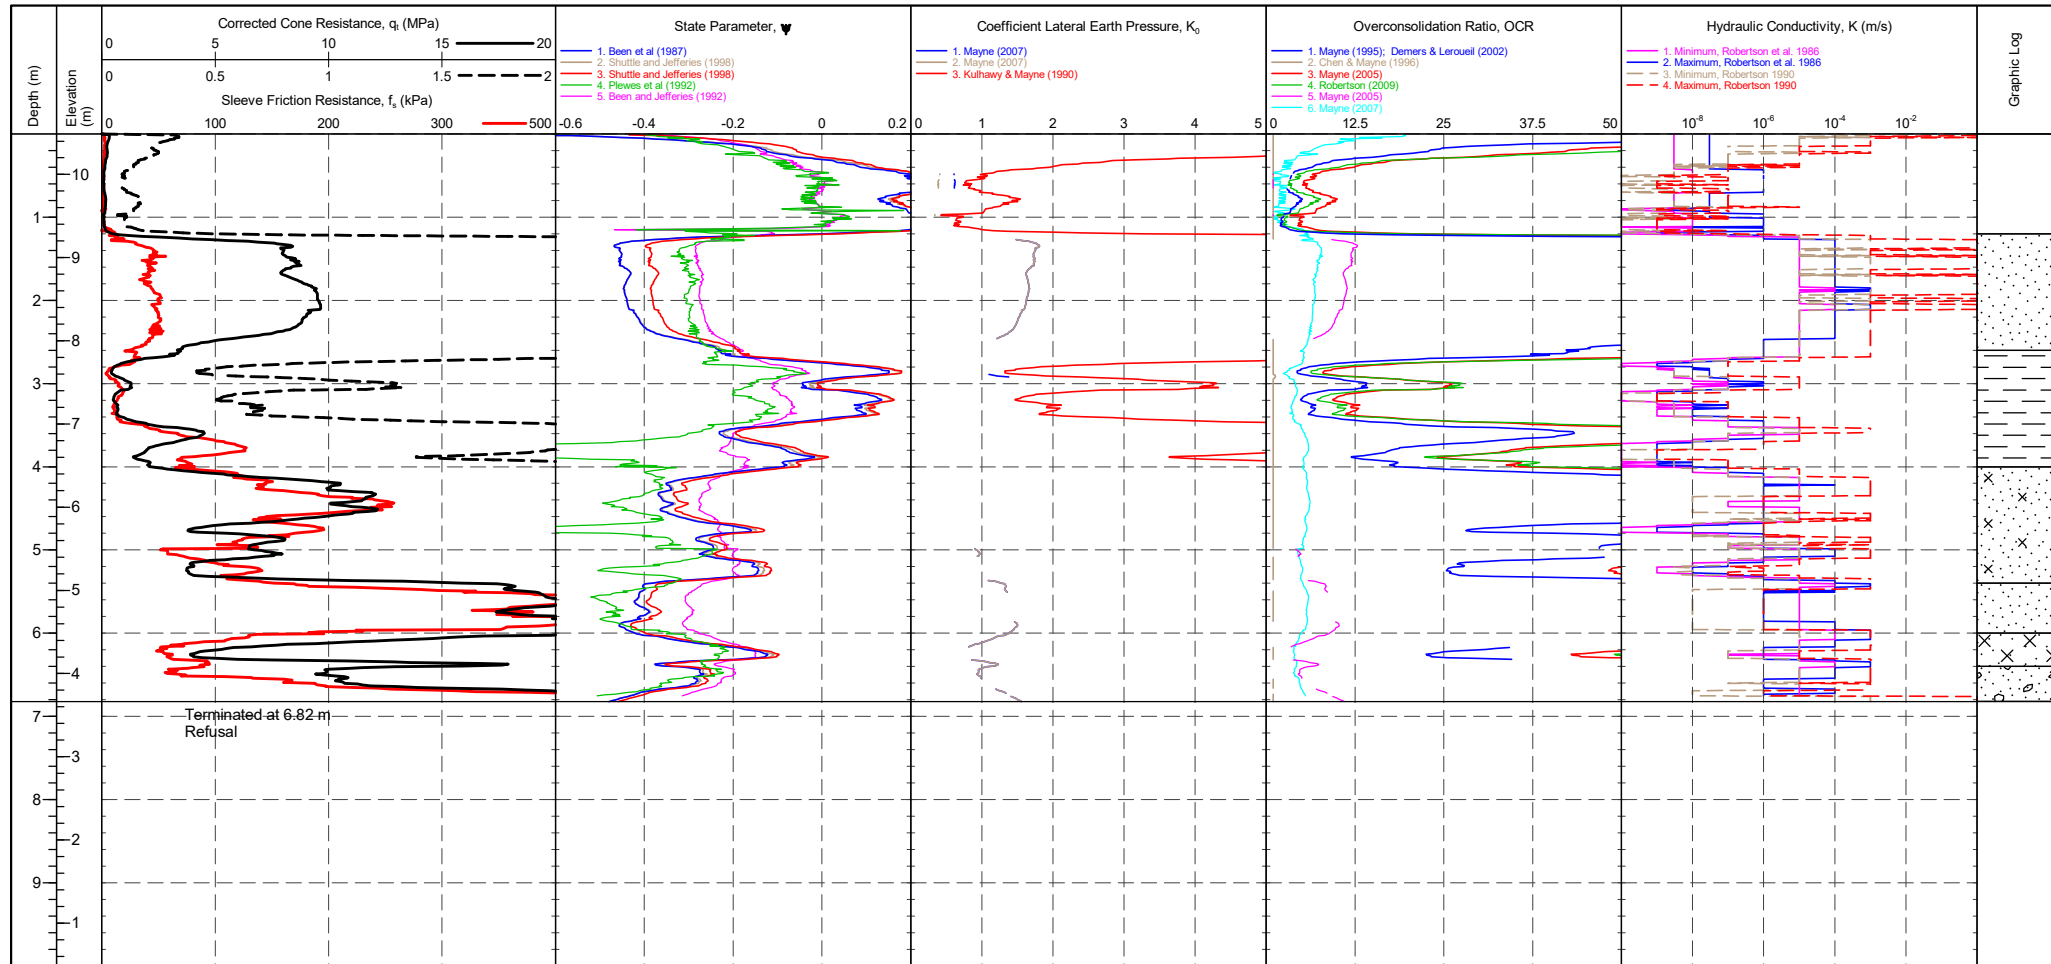 Depth (m)
Elevation (m)
Corrected Cone Resistance, qt (MPa)
0 5 10 15 20
0 0.5 1 1.5 2
Sleeve Friction Resistance, fs (kPa)
100 200 300 500
State Parameter, ψ
1. Been et al (1987)
2. Shuttle and Jefferies (1998)
3. Shuttle and Jefferies (1998)
4. Plewes et al (1992)
5. Been and Jefferies (1992)
-0.6 -0.4 -0.2 0 0.2
Coefficient Lateral Earth Pressure, K0
1. Mayne (2007)
2. Mayne (2007)
3. Kulhawy & Mayne (1990)
0 1 2 3 4 5
Overconsolidation Ratio, OCR
1. Mayne (1995); Demers & Leroueil (2002)
2. Chen & Mayne (1996)
3. Mayne (2005)
4. Robertson (2009)
5. Mayne (2005)
6. Mayne (2007)
0 12.5 25 37.5 50
Hydraulic Conductivity, K (m/s)
1. Minimum, Robertson et al. 1986
2. Maximum, Robertson et al. 1986
3. Minimum, Robertson 1990
4. Maximum, Robertson 1990
10-8 10-6 10-4 10-2
Graphic Log
10
1
9
2
8
3
7
4
6
5
5
6
4
Terminated at 6.82 m
7
Refusal
3
8
2
9
1